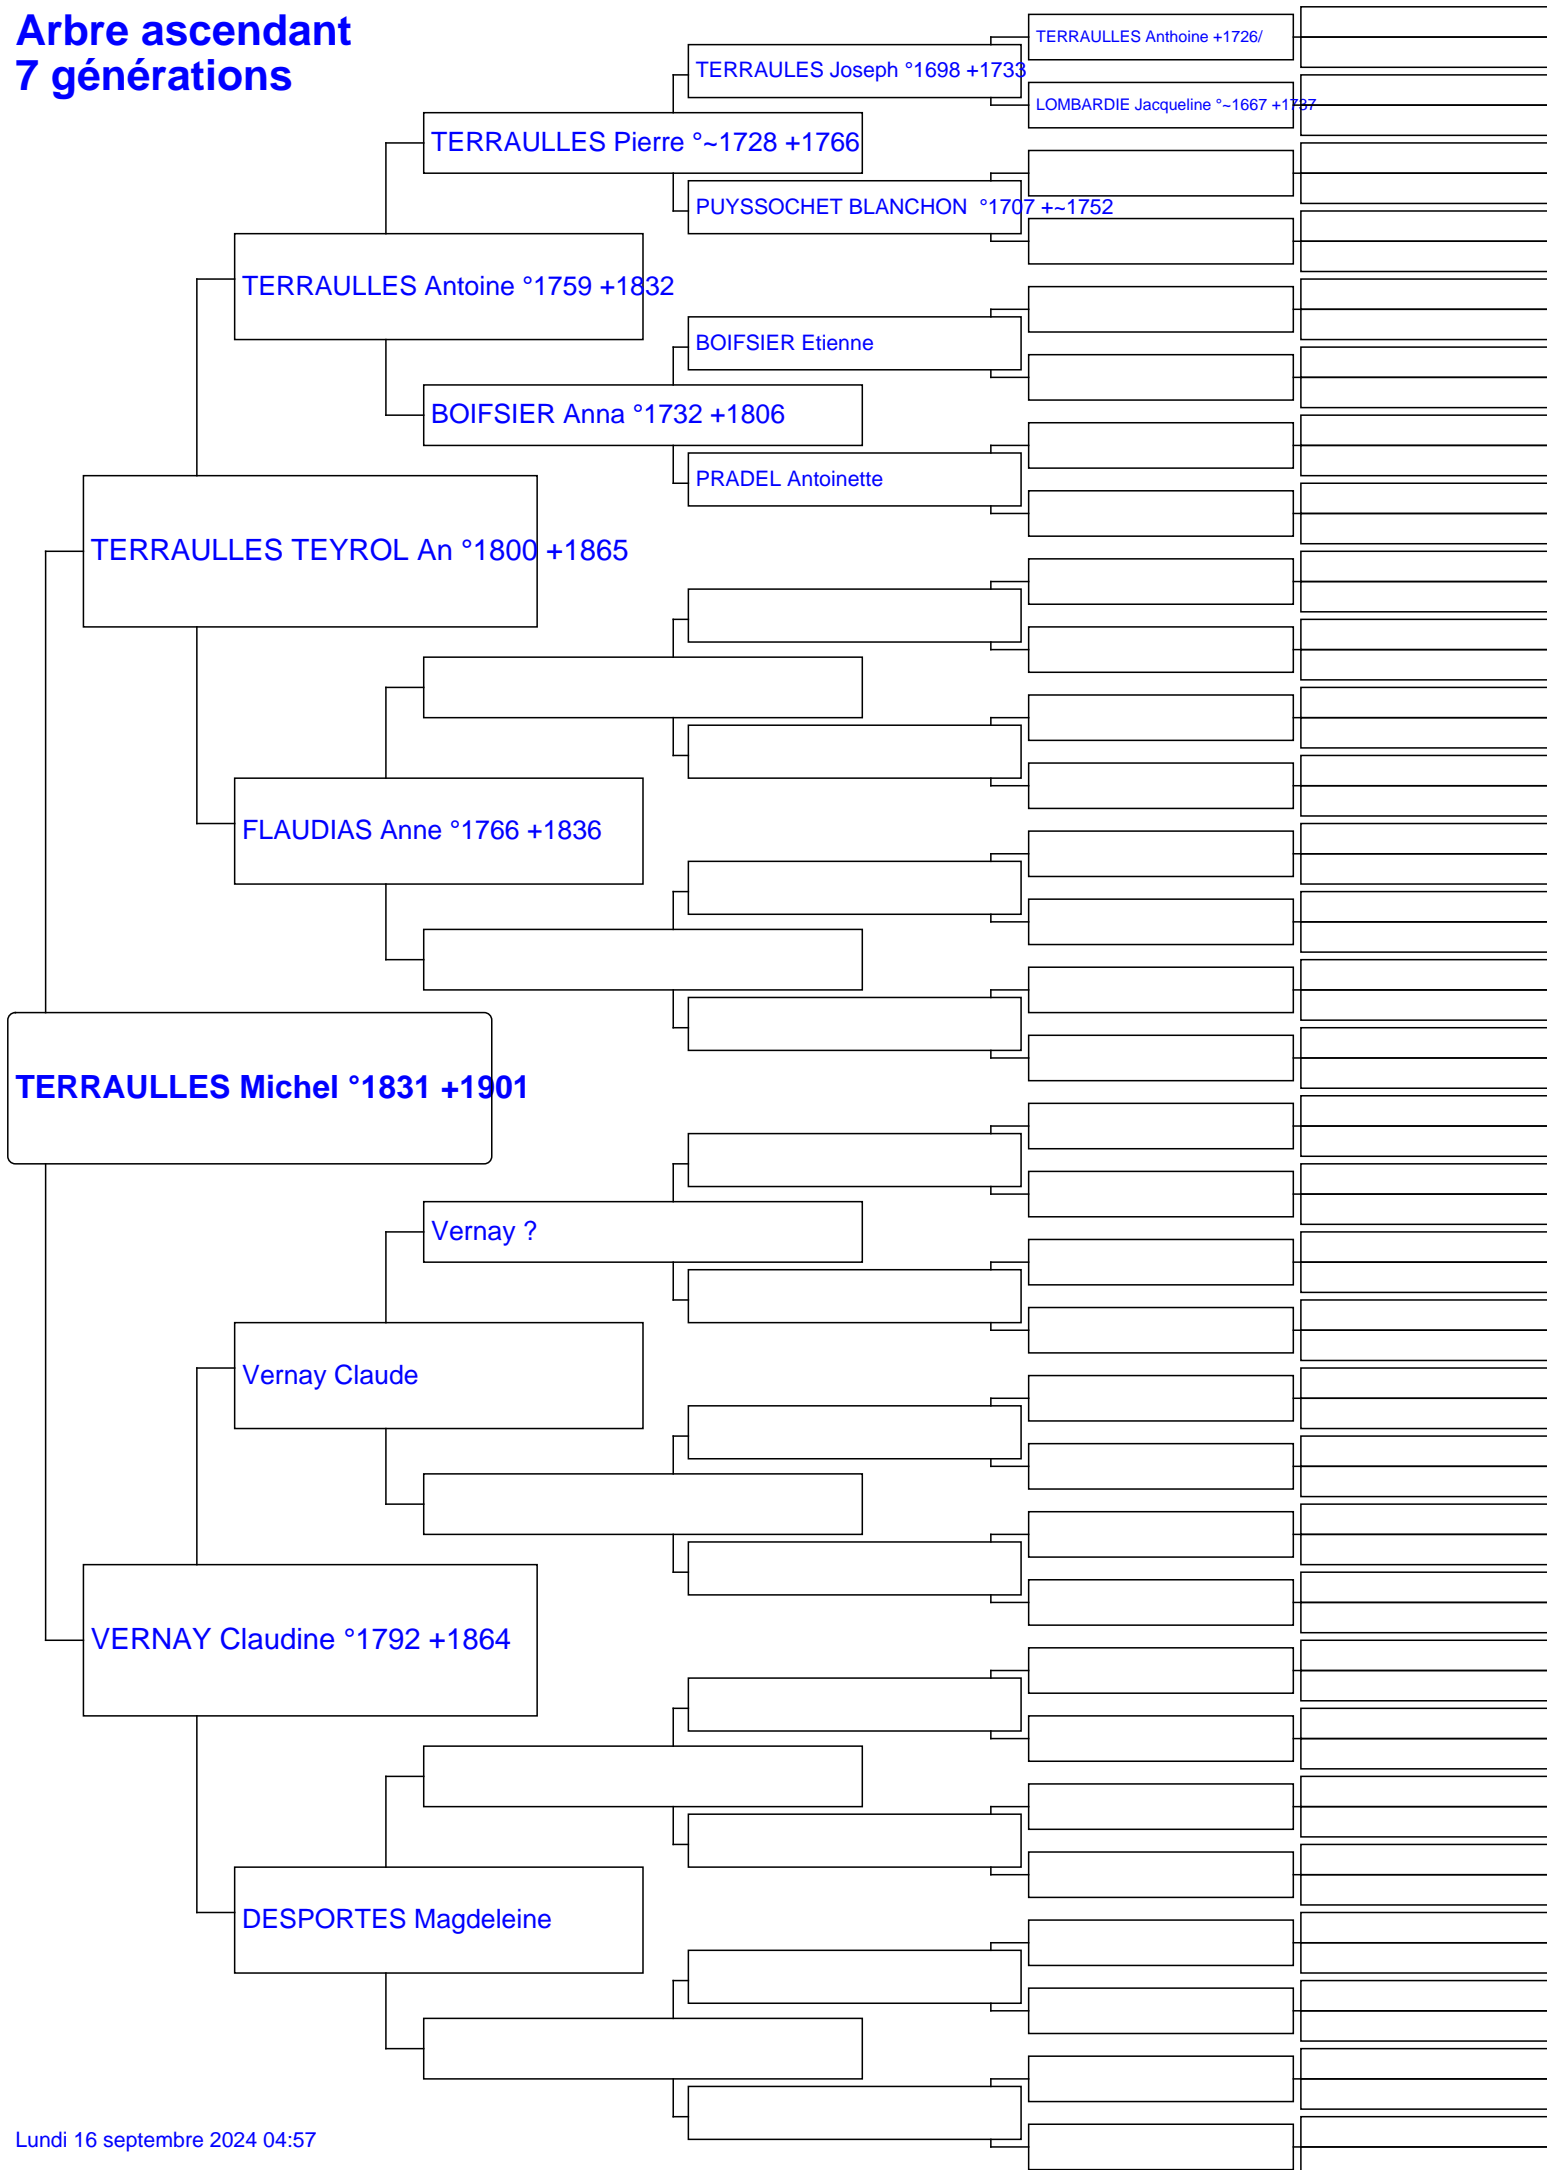 Arbre ascendant
7 générations
TERRAULLES Anthoine +1726/
TERRAULES Joseph °1698 +1733
LOMBARDIE Jacqueline °~1667 +1737
TERRAULLES Pierre °~1728 +1766
PUYSSOCHET BLANCHON  °1707 +~1752
TERRAULLES Antoine °1759 +1832
BOIFSIER Etienne
BOIFSIER Anna °1732 +1806
PRADEL Antoinette
TERRAULLES TEYROL An °1800 +1865
FLAUDIAS Anne °1766 +1836
TERRAULLES Michel °1831 +1901
Vernay ?
Vernay Claude
VERNAY Claudine °1792 +1864
DESPORTES Magdeleine
Lundi 16 septembre 2024 04:57